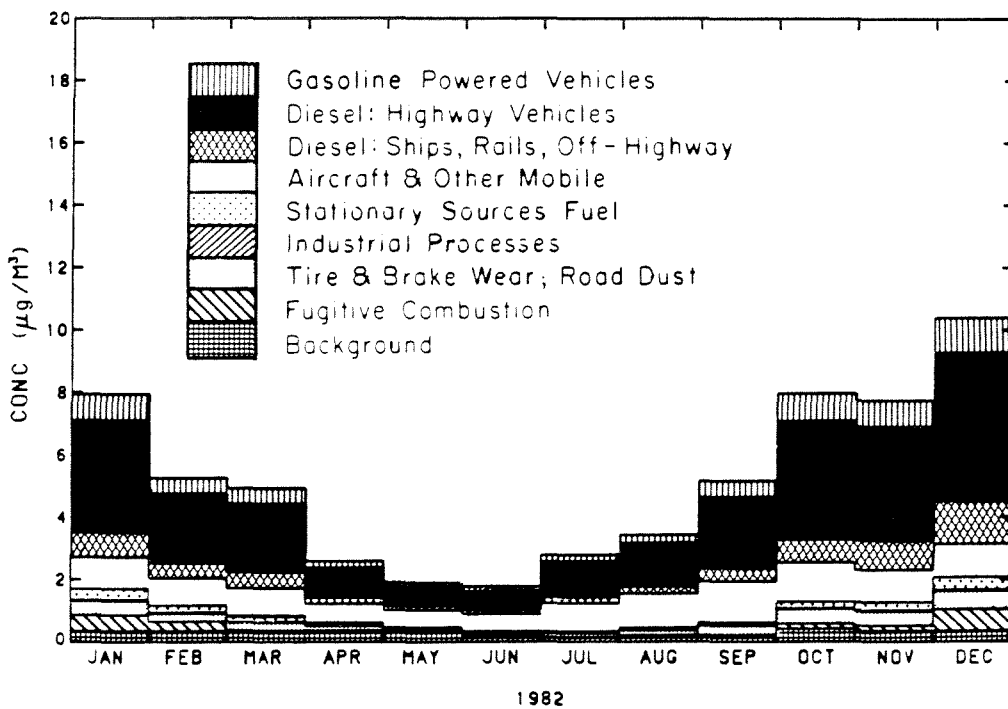 20
18
16
14
12
10
8
6
4
2
0
CONC (μg/M³)
Gasoline Powered Vehicles
Diesel: Highway Vehicles
Diesel: Ships, Rails, Off-Highway
Aircraft & Other Mobile
Stationary Sources Fuel
Industrial Processes
Tire & Brake Wear; Road Dust
Fugitive Combustion
Background
JAN FEB MAR APR MAY JUN JUL AUG SEP OCT NOV DEC
1982